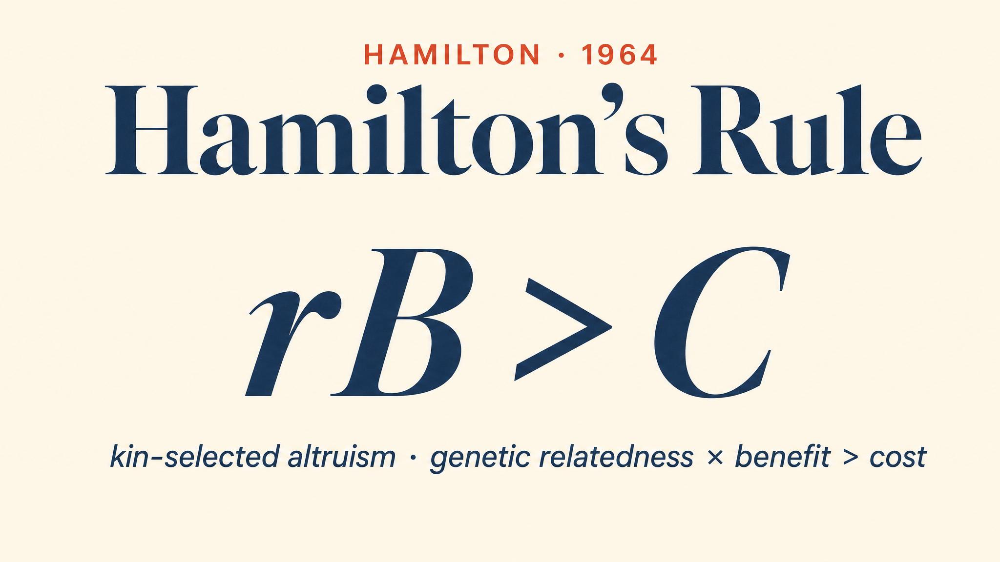 HAMILTON · 1964
Hamilton’s Rule
rB > C
kin-selected altruism · genetic relatedness × benefit > cost